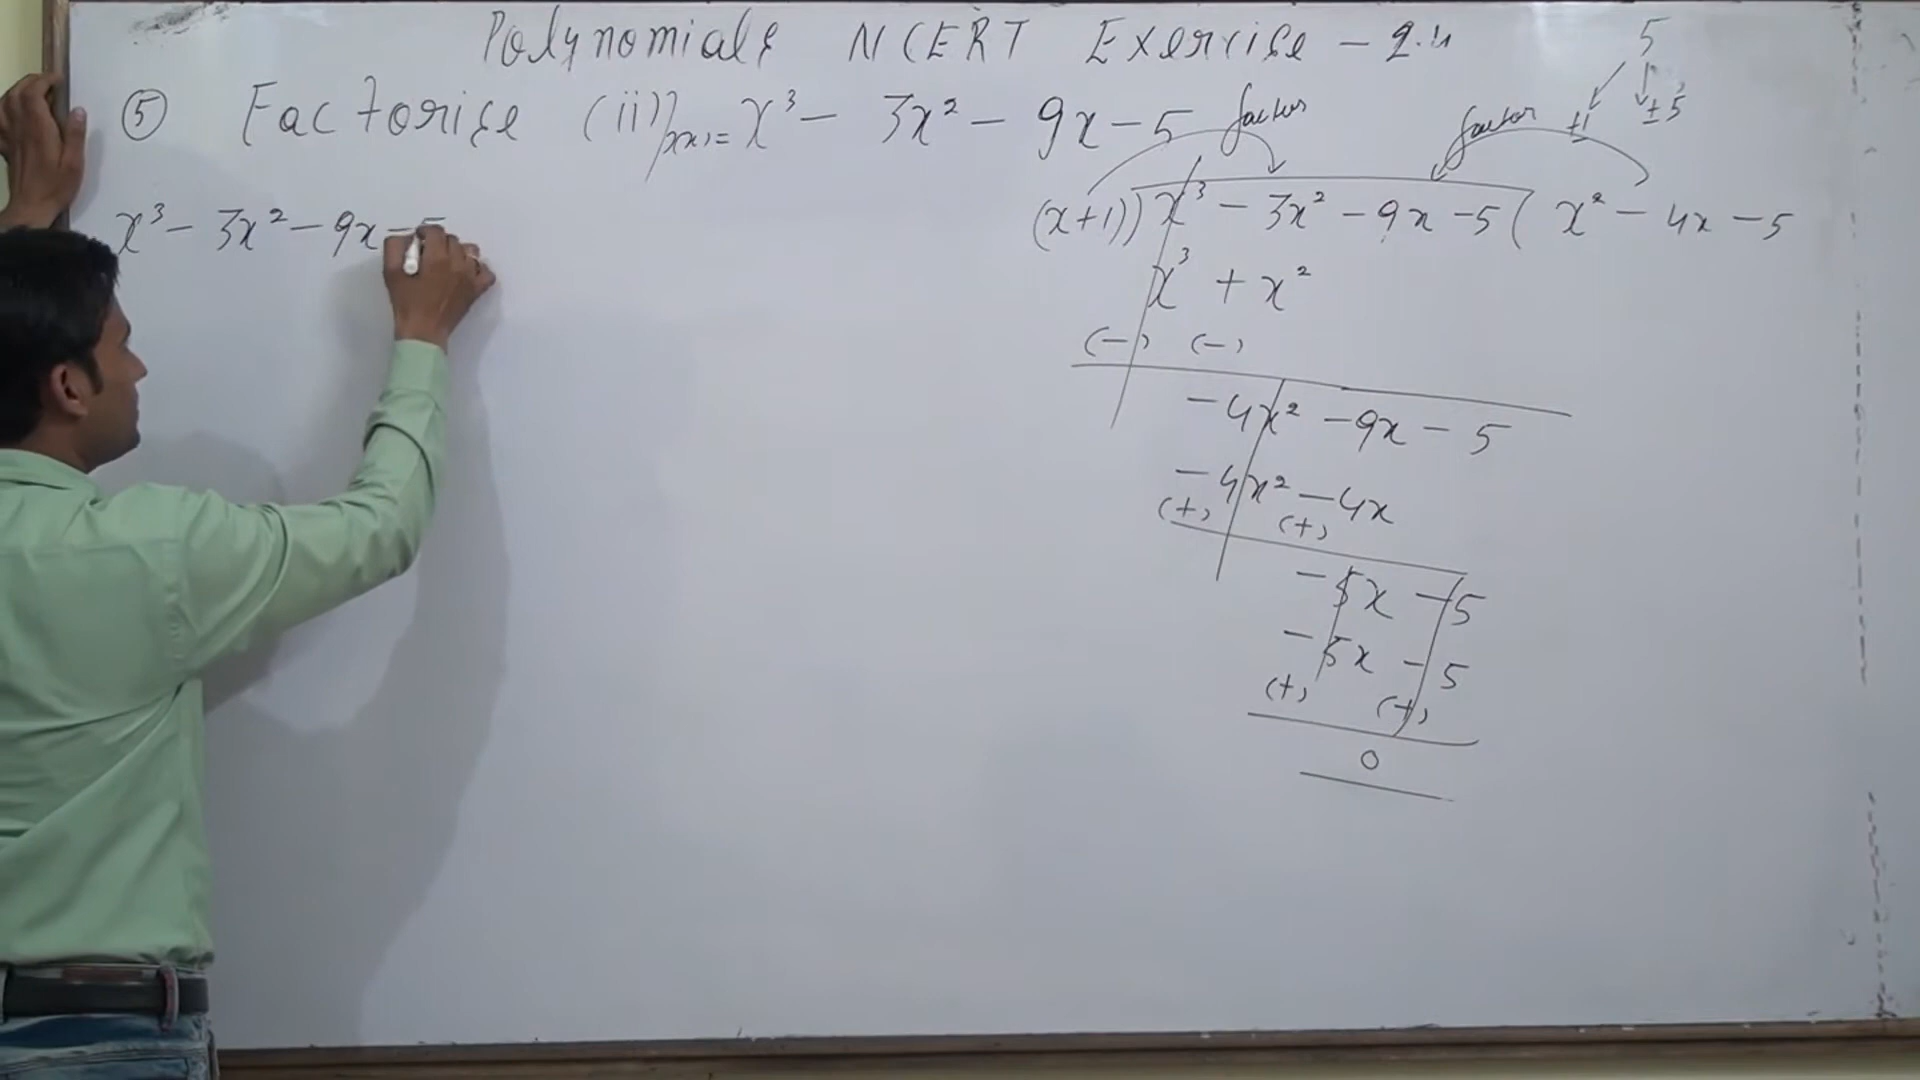 Polynomials NCERT Exercise - 2.4
5
±1 ±5
⑤ Factorise (ii) p(x) = x³ - 3x² - 9x - 5
factor factor
x³ - 3x² - 9x - 5
(x+1)) x³ - 3x² - 9x - 5 ( x² - 4x - 5
x³ + x²
(-) (-)
- 4x² - 9x - 5
- 4x² - 4x
(+) (+)
- 5x - 5
- 5x - 5
(+) (+)
0